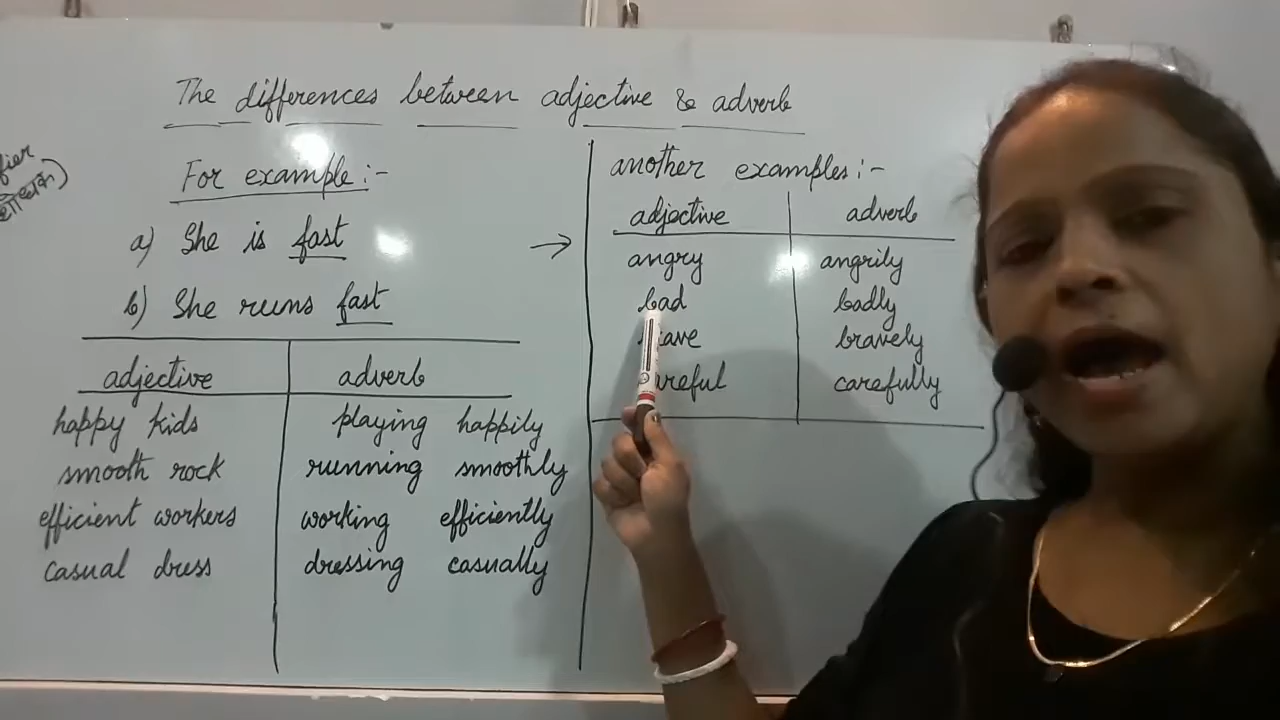 The differences between adjective & adverb
For example:-
a) She is fast
b) She runs fast
adjective adverb
happy kids playing happily
smooth rock running smoothly
efficient workers working efficiently
casual dress dressing casually
→ another examples:-
adjective adverb
angry angrily
bad badly
bravely
carefully